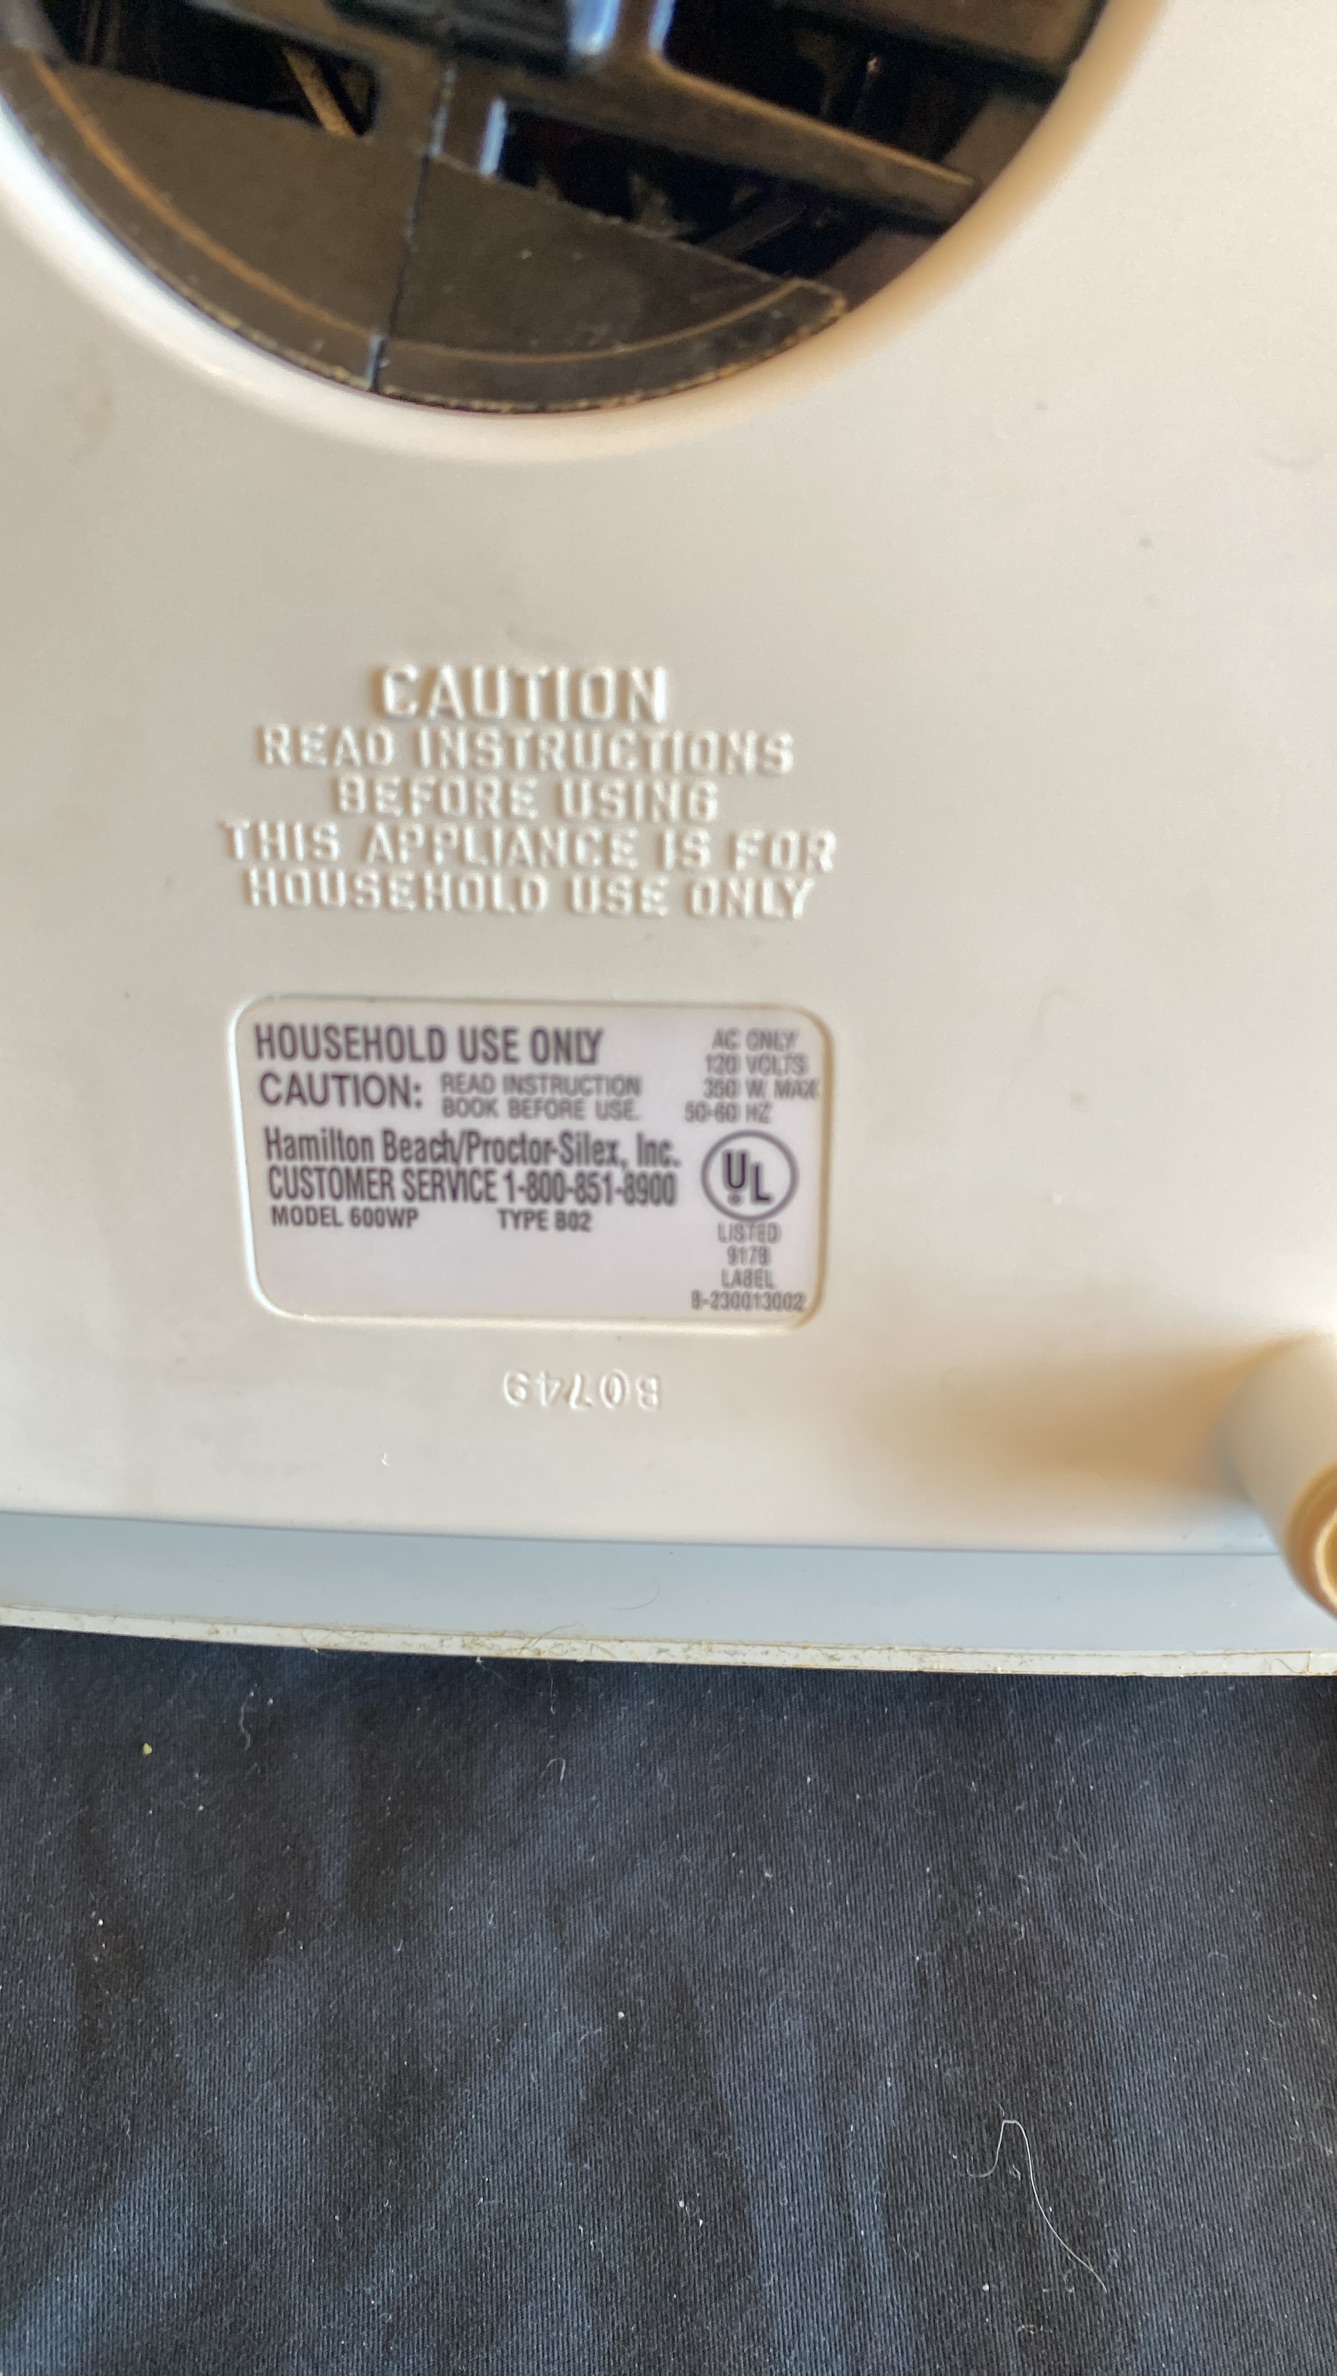 CAUTION
READ INSTRUCTIONS
BEFORE USING
THIS APPLIANCE IS FOR
HOUSEHOLD USE ONLY
HOUSEHOLD USE ONLY
CAUTION: READ INSTRUCTION
BOOK BEFORE USE.
AC ONLY
120 VOLTS
350 W. MAX
50-60 HZ
Hamilton Beach/Proctor-Silex, Inc.
CUSTOMER SERVICE 1-800-851-8900
MODEL 600WP TYPE B02
UL
LISTED
917B
LABEL
B-230013002
B0749